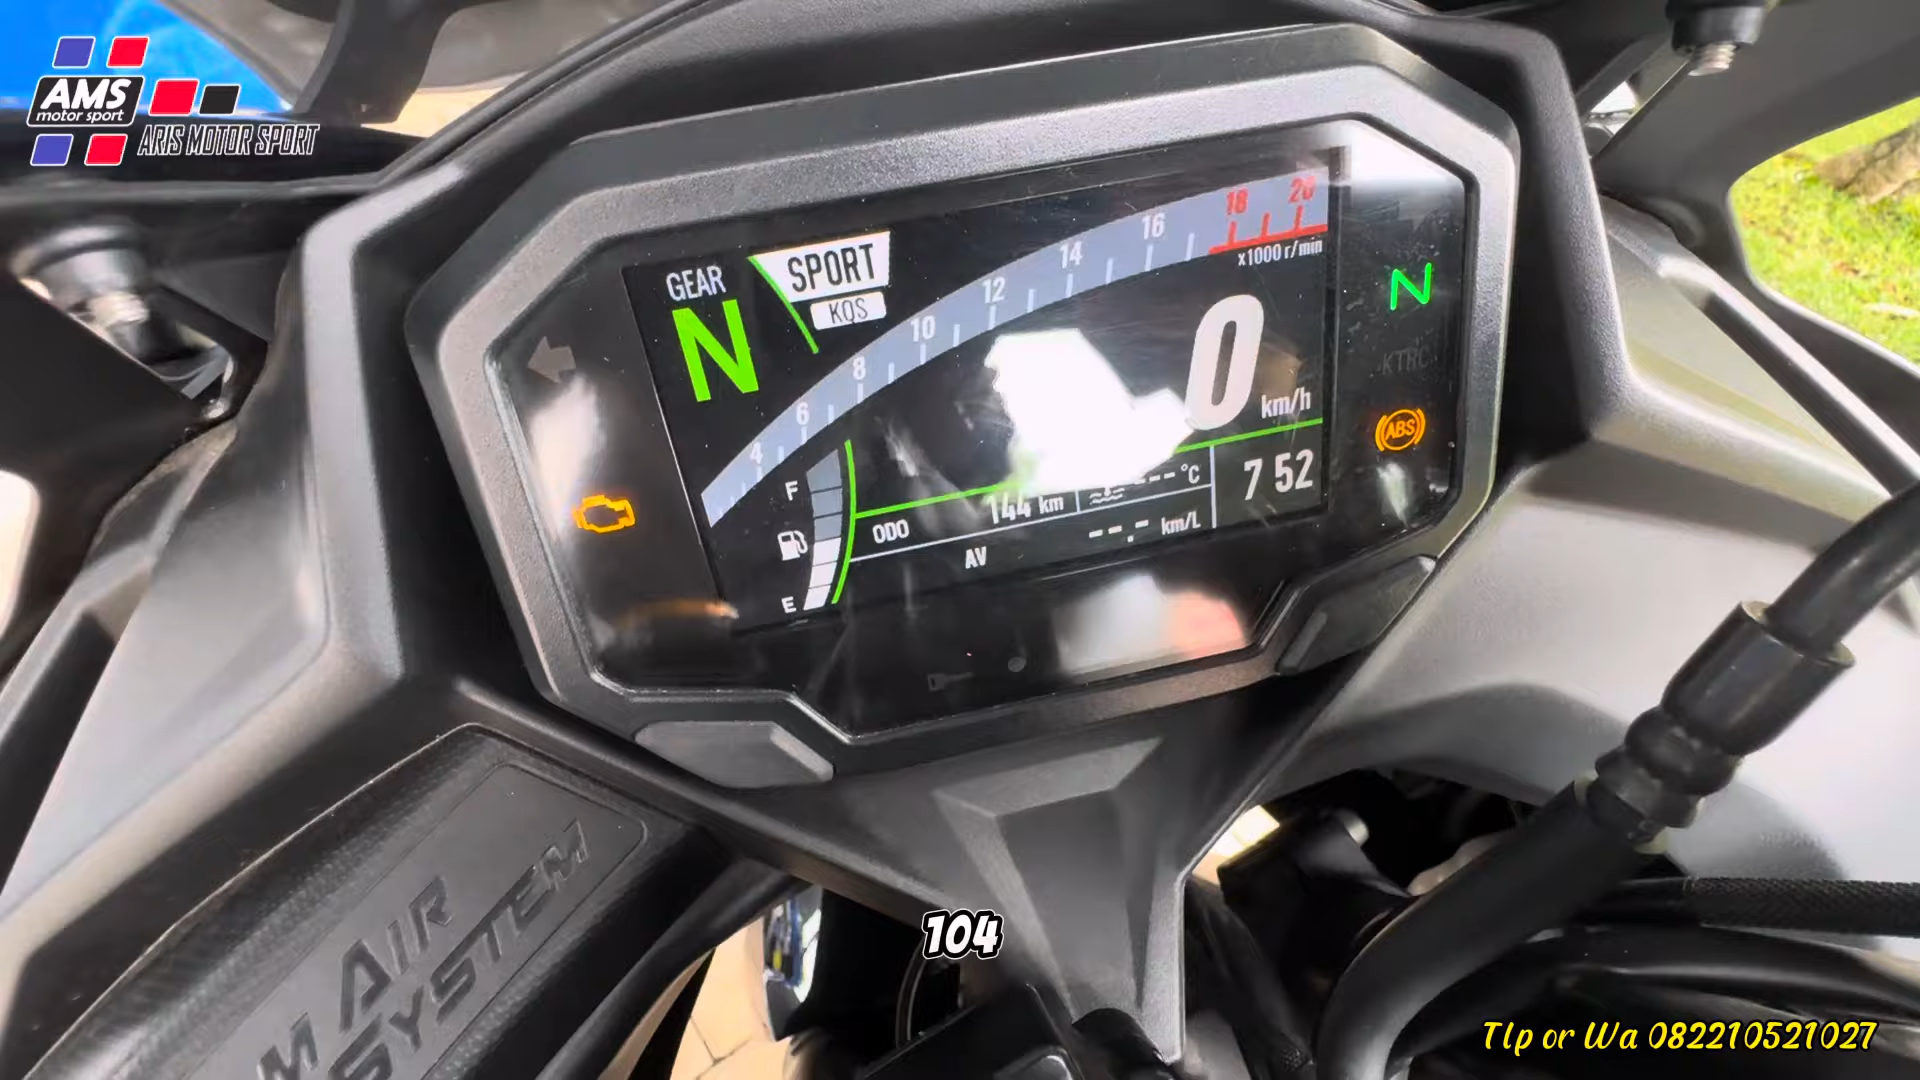 AMS
motor sport
ARIS MOTOR SPORT
GEAR
N
SPORT
KQS
4 6 8 10 12 14 16 18 20
x1000 r/min
0
km/h
N
KTRC
ABS
F
E
ODO 144 km
--- °C
7 52
AV --.- km/L
M AIR
SYSTEM
104
Tlp or Wa 082210521027